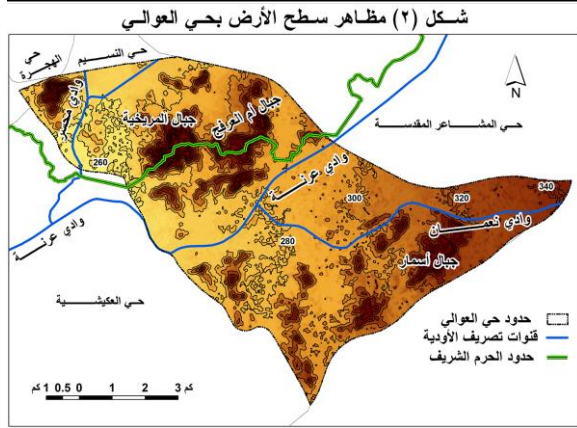 شكل (٢) مظاهر سطح الأرض بحي العوالي
حي النسيم
حي
الهجرة
وادي محسر
جبال المريخية
جبال أم العرفج
حي المشاعر المقدسة
N
260
وادي عرنة
300
320
340
وادي نعمان
280
جبال أسمار
وادي عرنة
حي العكيشية
حدود حي العوالي
قنوات تصريف الأودية
حدود الحرم الشريف
كم 1 0.5 0 1 2 3 كم